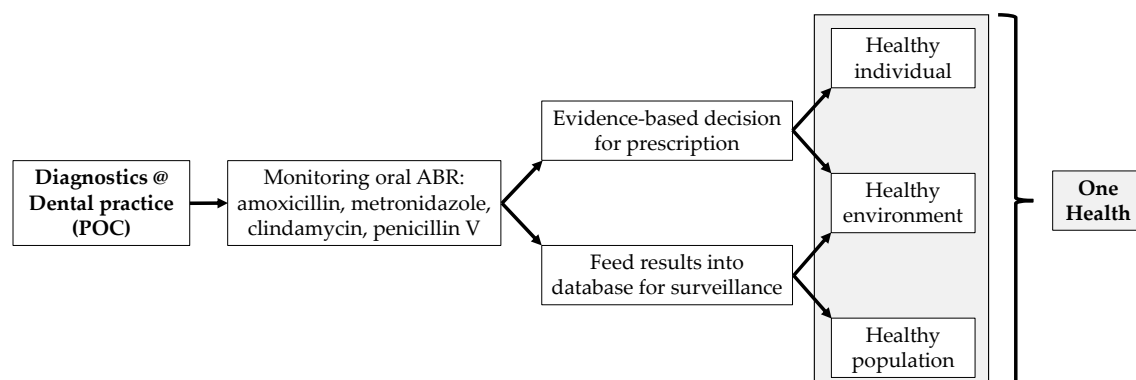 Diagnostics @
Dental practice
(POC)
Monitoring oral ABR:
amoxicillin, metronidazole,
clindamycin, penicillin V
Evidence-based decision
for prescription
Feed results into
database for surveillance
Healthy
individual
Healthy
environment
Healthy
population
One
Health